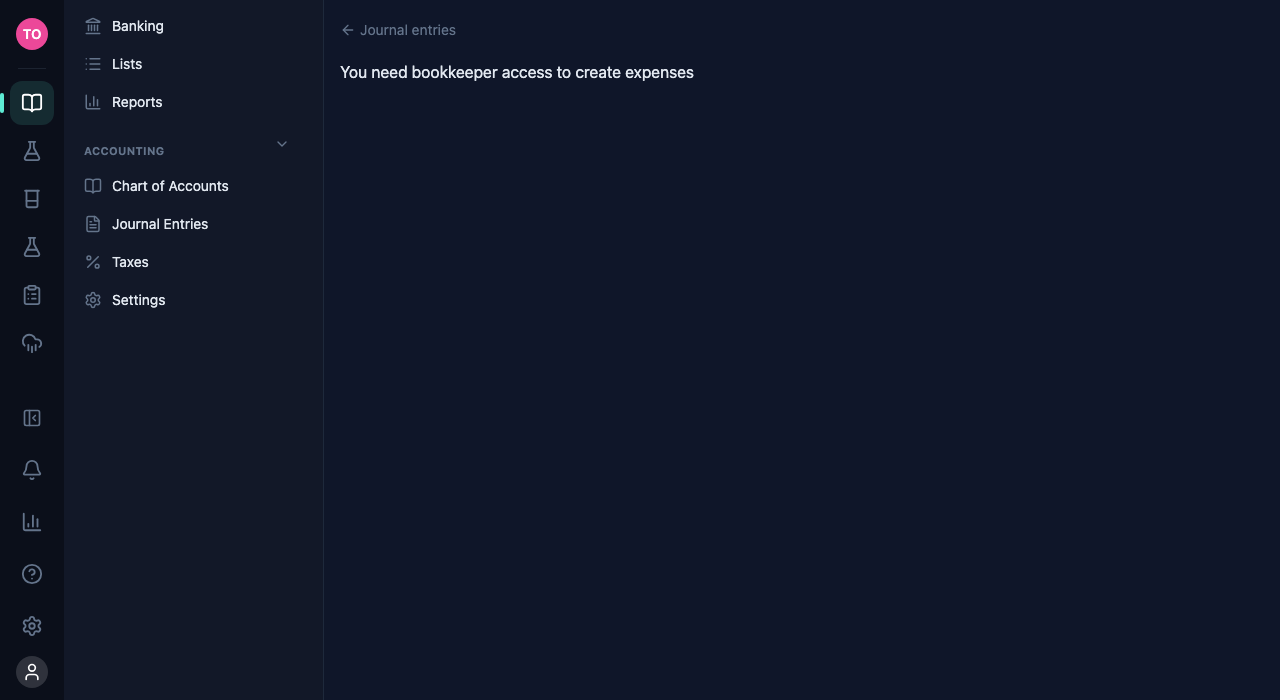 TO
Banking
Lists
Reports
ACCOUNTING
Chart of Accounts
Journal Entries
Taxes
Settings
Journal entries
You need bookkeeper access to create expenses